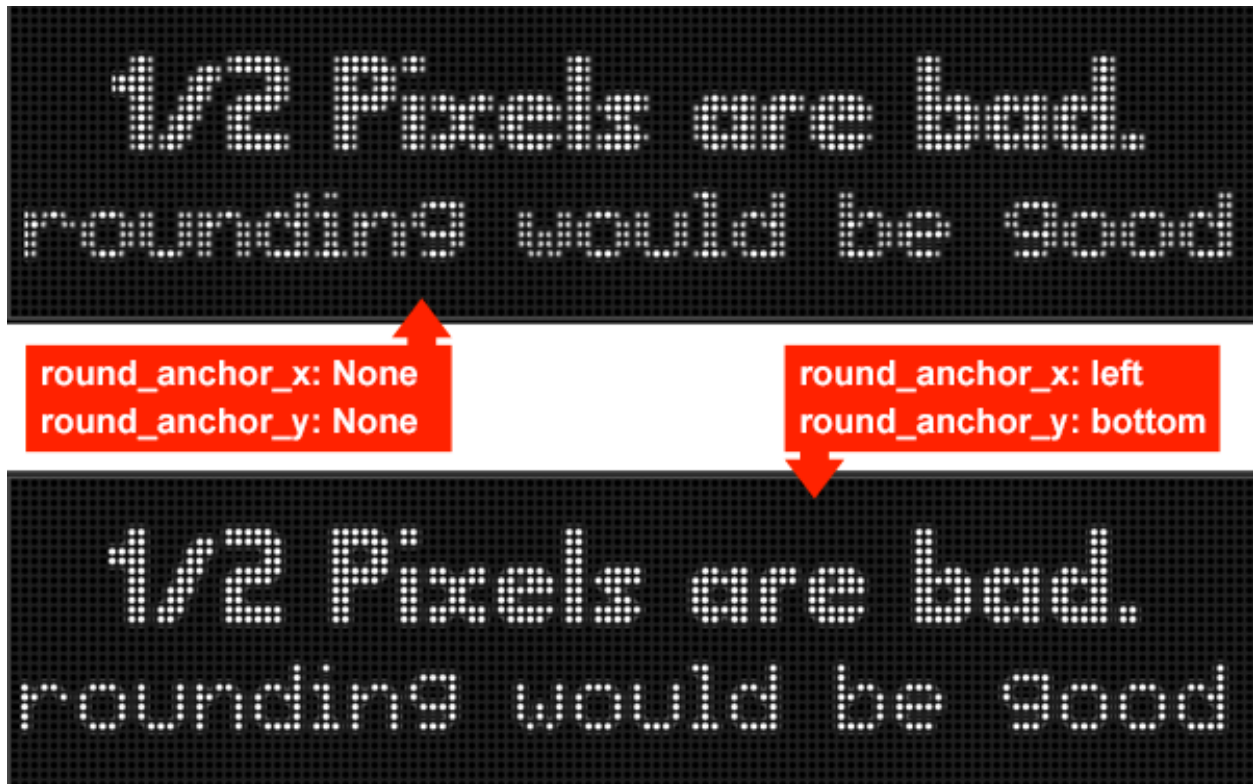 1/2 Pixels are bad.
rounding would be good
round_anchor_x: None
round_anchor_y: None
round_anchor_x: left
round_anchor_y: bottom
1/2 Pixels are bad.
rounding would be good